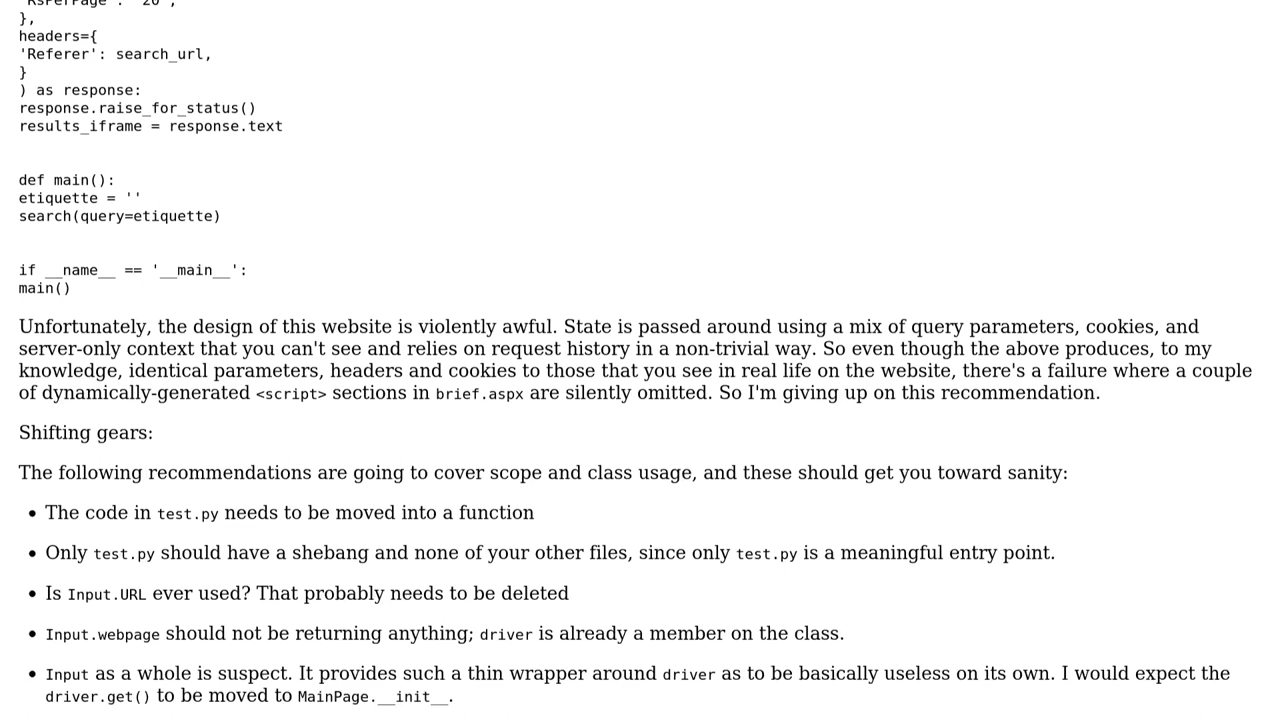 'RsPerPage': '20',
},
headers={
'Referer': search_url,
}
) as response:
response.raise_for_status()
results_iframe = response.text
def main():
etiquette = ''
search(query=etiquette)
if __name__ == '__main__':
main()
Unfortunately, the design of this website is violently awful. State is passed around using a mix of query parameters, cookies, and
server-only context that you can't see and relies on request history in a non-trivial way. So even though the above produces, to my
knowledge, identical parameters, headers and cookies to those that you see in real life on the website, there's a failure where a couple
of dynamically-generated <script> sections in brief.aspx are silently omitted. So I'm giving up on this recommendation.
Shifting gears:
The following recommendations are going to cover scope and class usage, and these should get you toward sanity:
• The code in test.py needs to be moved into a function
• Only test.py should have a shebang and none of your other files, since only test.py is a meaningful entry point.
• Is Input.URL ever used? That probably needs to be deleted
• Input.webpage should not be returning anything; driver is already a member on the class.
• Input as a whole is suspect. It provides such a thin wrapper around driver as to be basically useless on its own. I would expect the
driver.get() to be moved to MainPage.__init__.